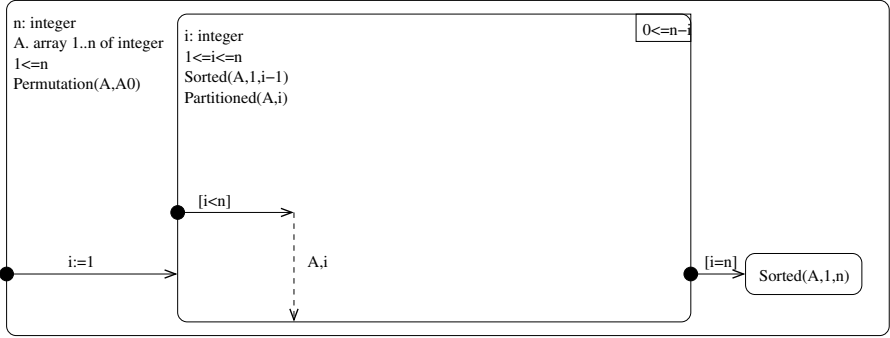 n: integer
A. array 1..n of integer
1<=n
Permutation(A,A0)
i: integer
1<=i<=n
Sorted(A,1,i−1)
Partitioned(A,i)
0<=n−i
[i<n]
A,i
i:=1
[i=n]
Sorted(A,1,n)